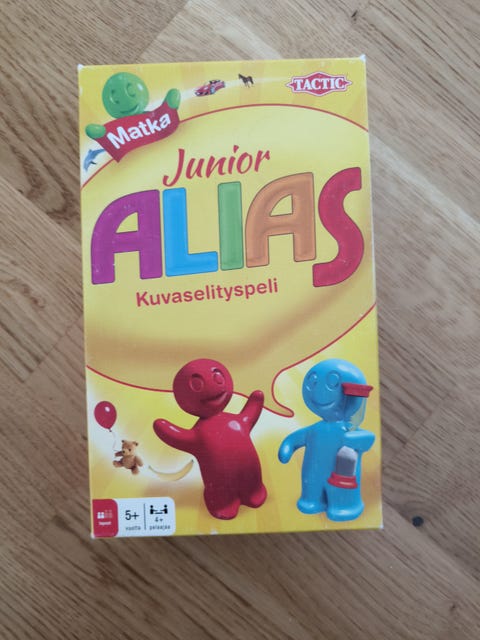 TACTIC
Matka
Junior
ALIAS
Kuvaselityspeli
5+
vuotta
4+
pelaajaa